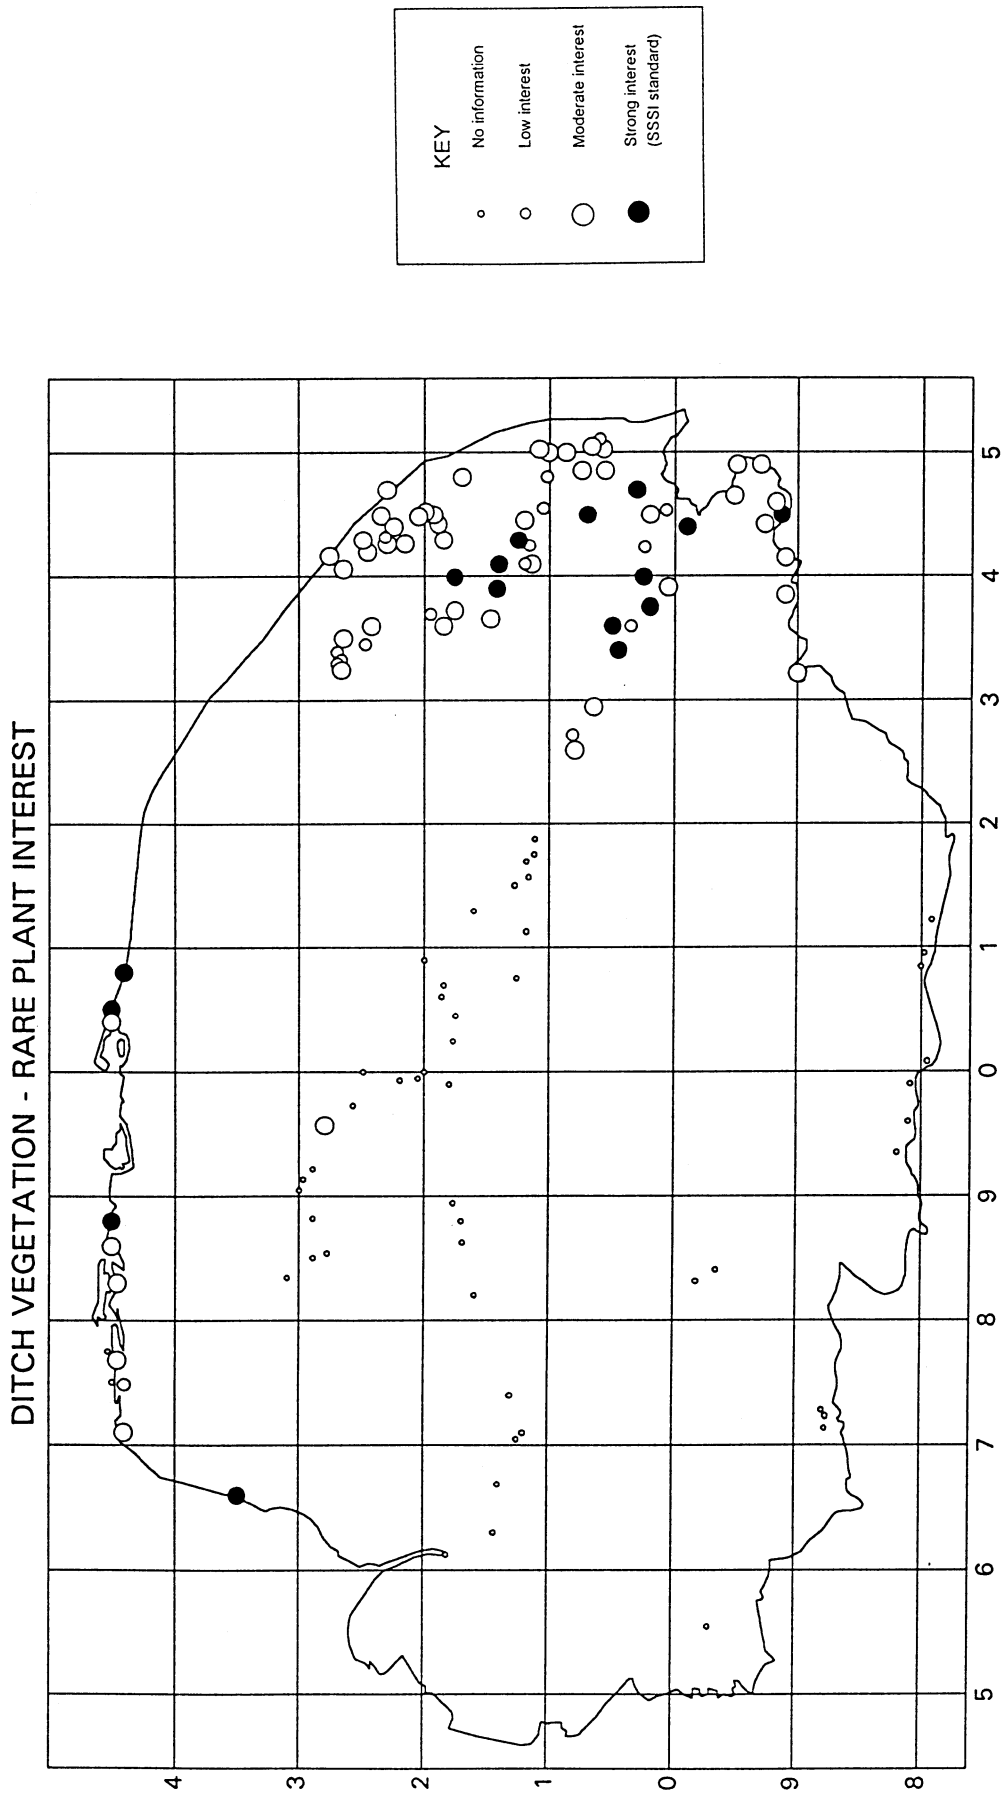 DITCH VEGETATION - RARE PLANT INTEREST
KEY
No information
Low interest
Moderate interest
Strong interest
(SSSI standard)
4
3
2
1
0
9
8
5
6
7
8
9
0
1
2
3
4
5